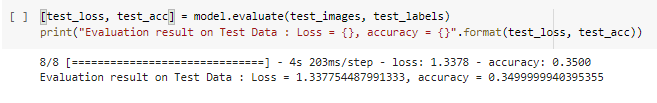 [ ] [test_loss, test_acc] = model.evaluate(test_images, test_labels)
print("Evaluation result on Test Data : Loss = {}, accuracy = {}".format(test_loss, test_acc))
8/8 [==============================] - 4s 203ms/step - loss: 1.3378 - accuracy: 0.3500
Evaluation result on Test Data : Loss = 1.337754487991333, accuracy = 0.3499999940395355